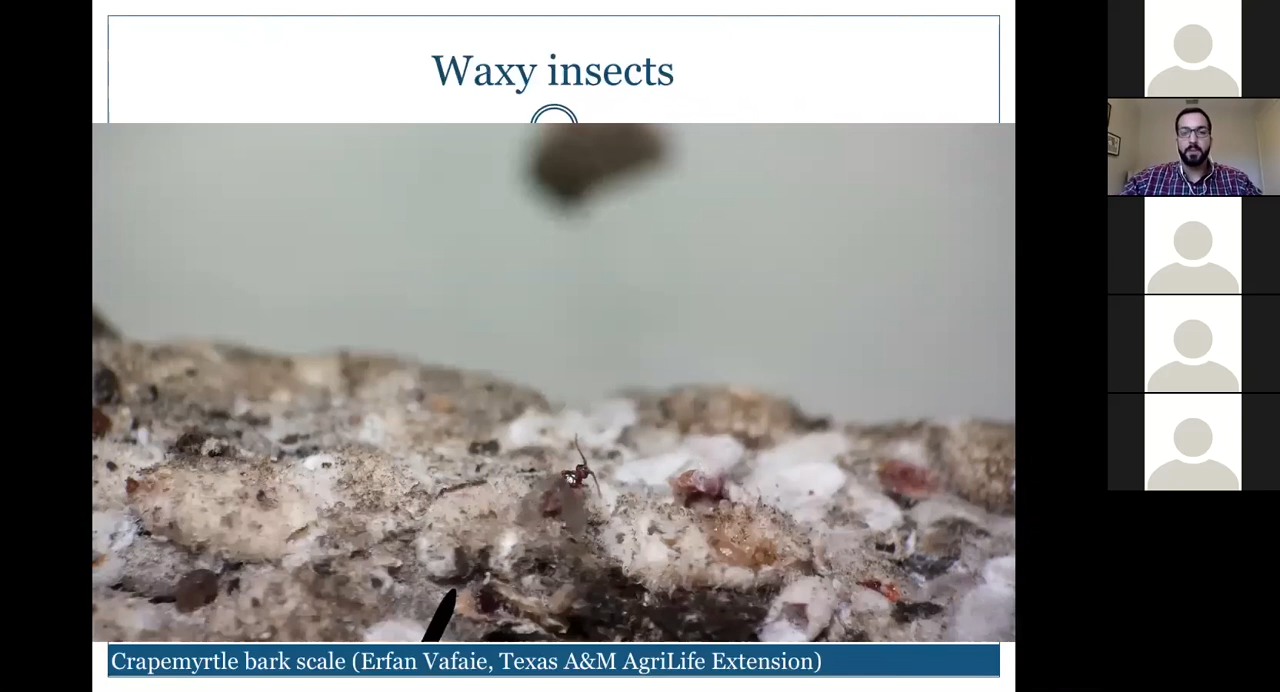 Waxy insects
Crapemyrtle bark scale (Erfan Vafaie, Texas A&M AgriLife Extension)